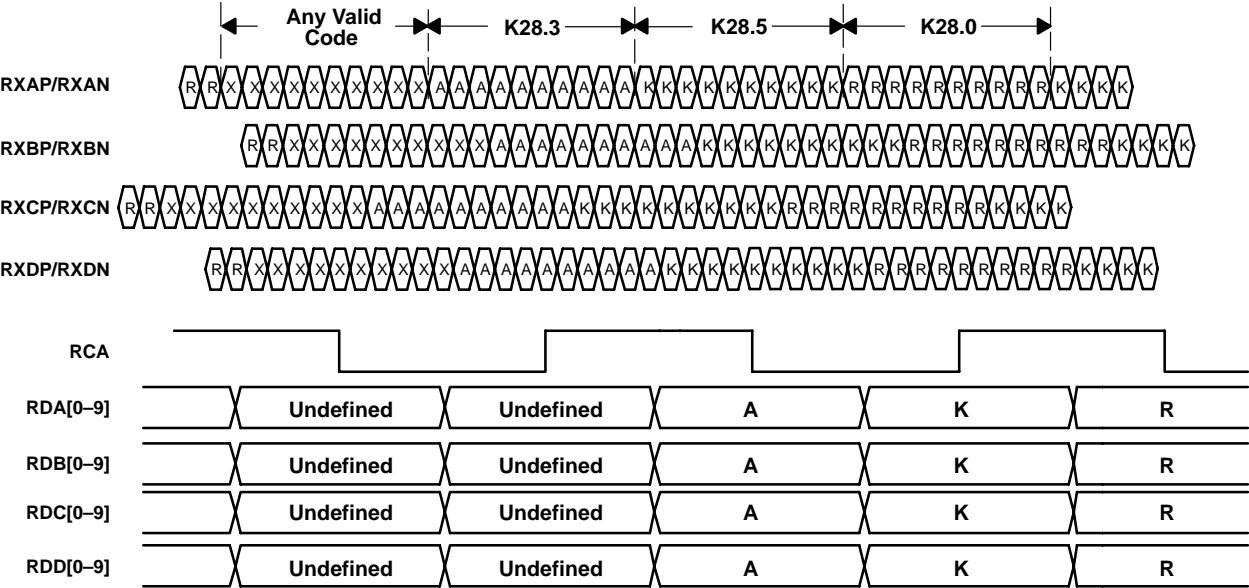 Any Valid Code K28.3 K28.5 K28.0
RXAP/RXAN R R X X X X X X X X X X A A A A A A A A A A K K K K K K K K K K R R R R R R R R R R K K K K
RXBP/RXBN R R X X X X X X X X X X A A A A A A A A A A K K K K K K K K K K R R R R R R R R R R K K K K
RXCP/RXCN R R X X X X X X X X X X A A A A A A A A A A K K K K K K K K K K R R R R R R R R R R K K K K
RXDP/RXDN R R X X X X X X X X X X A A A A A A A A A A K K K K K K K K K K R R R R R R R R R R K K K K
RCA
RDA[0–9] Undefined Undefined A K R
RDB[0–9] Undefined Undefined A K R
RDC[0–9] Undefined Undefined A K R
RDD[0–9] Undefined Undefined A K R